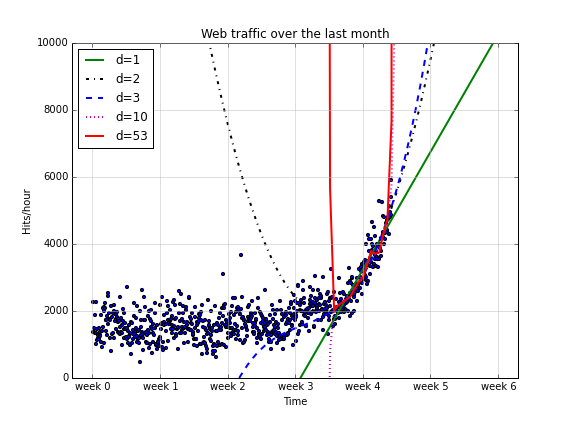 Web traffic over the last month
10000
8000
6000
4000
2000
0
Hits/hour
d=1
d=2
d=3
d=10
d=53
week 0 week 1 week 2 week 3 week 4 week 5 week 6
Time